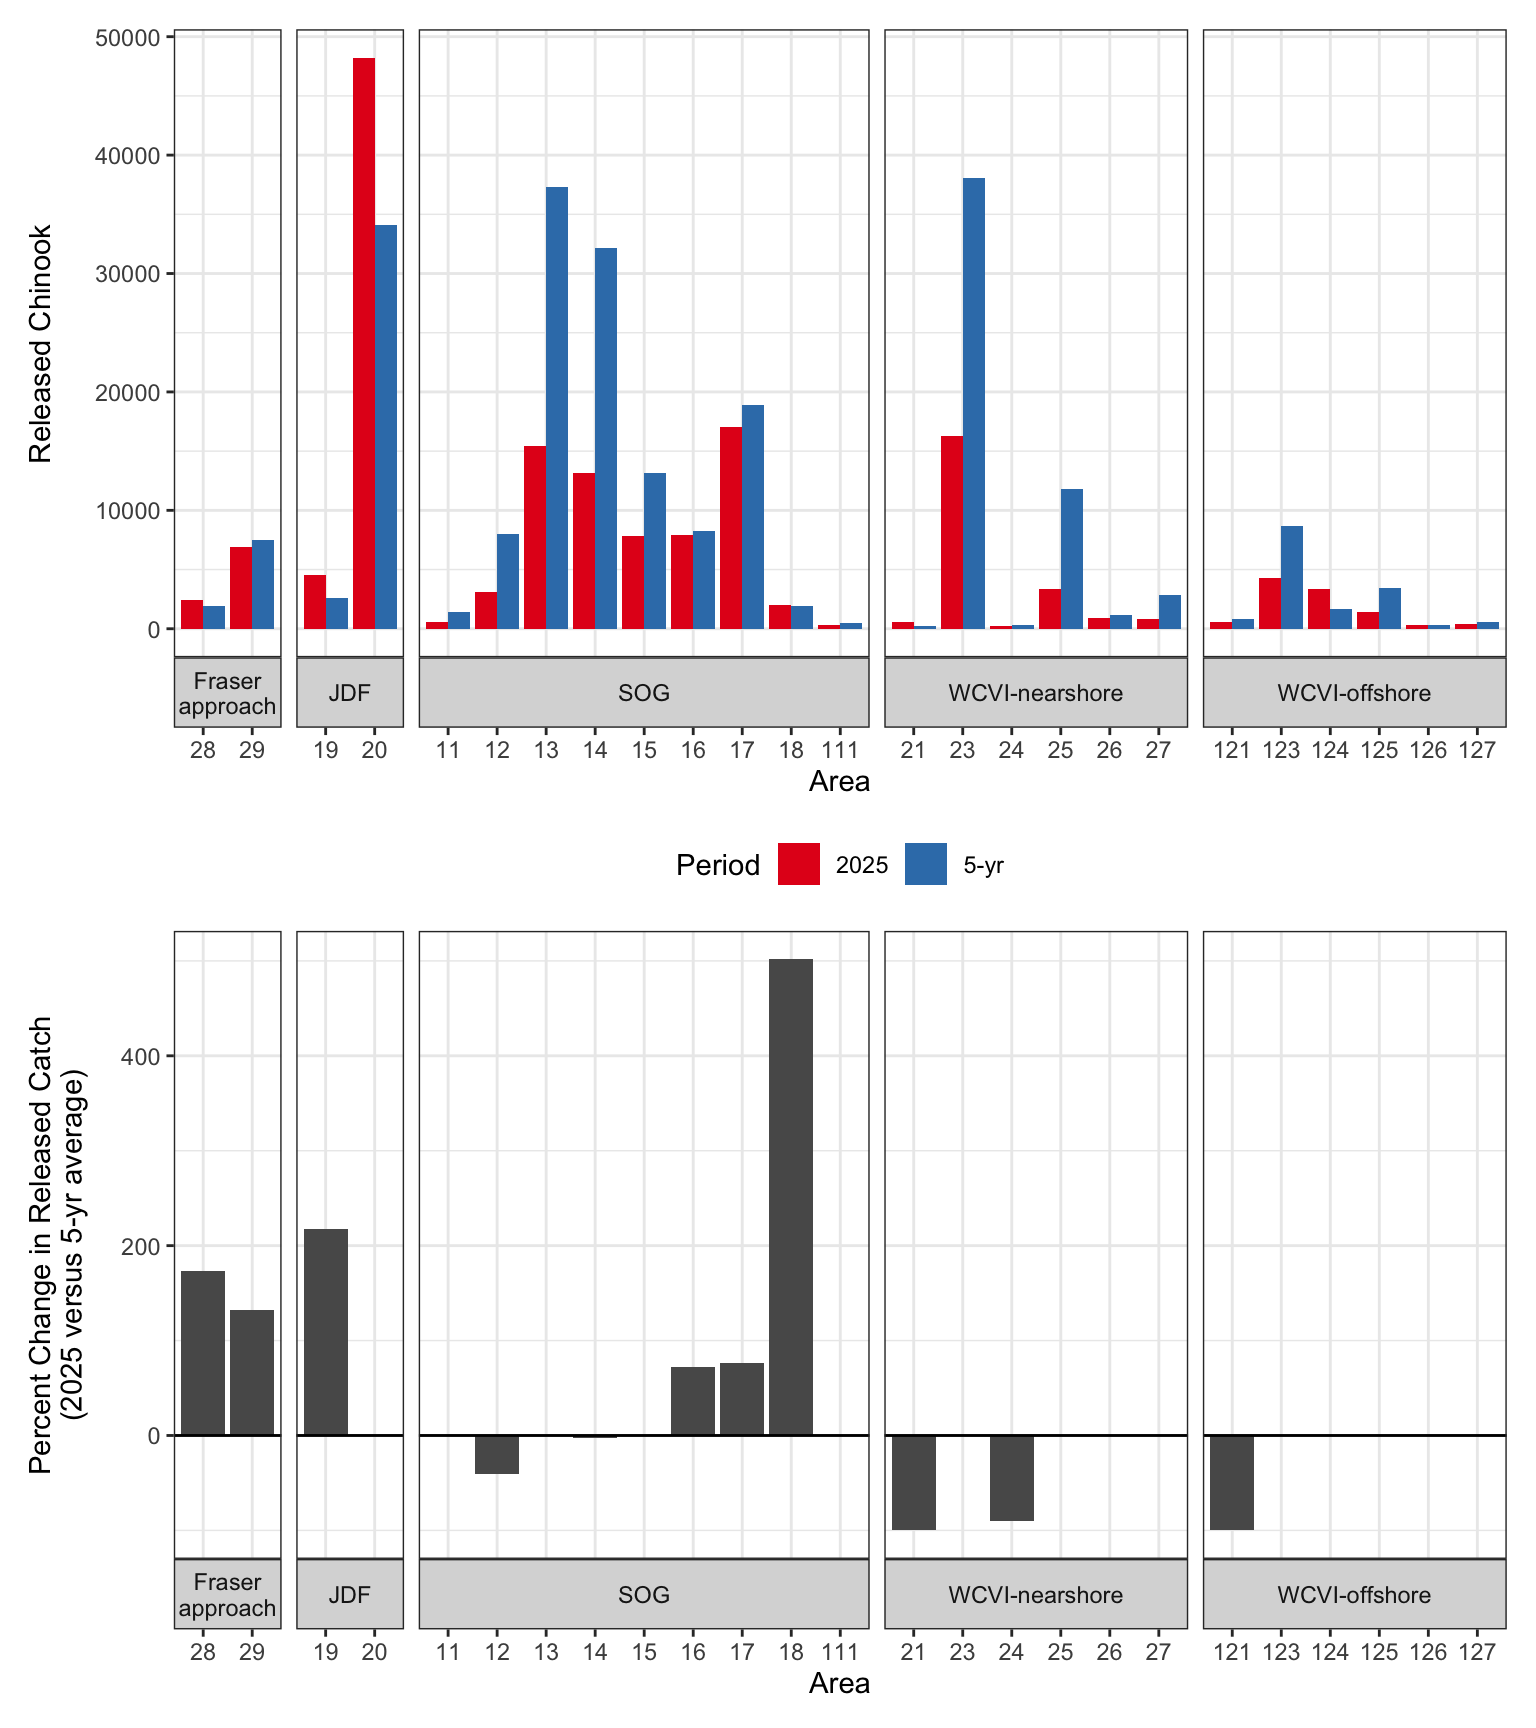 50000
40000
30000
20000
10000
0
Released Chinook
Fraser
approach
JDF
SOG
WCVI-nearshore
WCVI-offshore
28 29 19 20 11 12 13 14 15 16 17 18 111 21 23 24 25 26 27 121 123 124 125 126 127
Area
Period 2025 5-yr
400
200
0
Percent Change in Released Catch
(2025 versus 5-yr average)
Fraser
approach
JDF
SOG
WCVI-nearshore
WCVI-offshore
28 29 19 20 11 12 13 14 15 16 17 18 111 21 23 24 25 26 27 121 123 124 125 126 127
Area